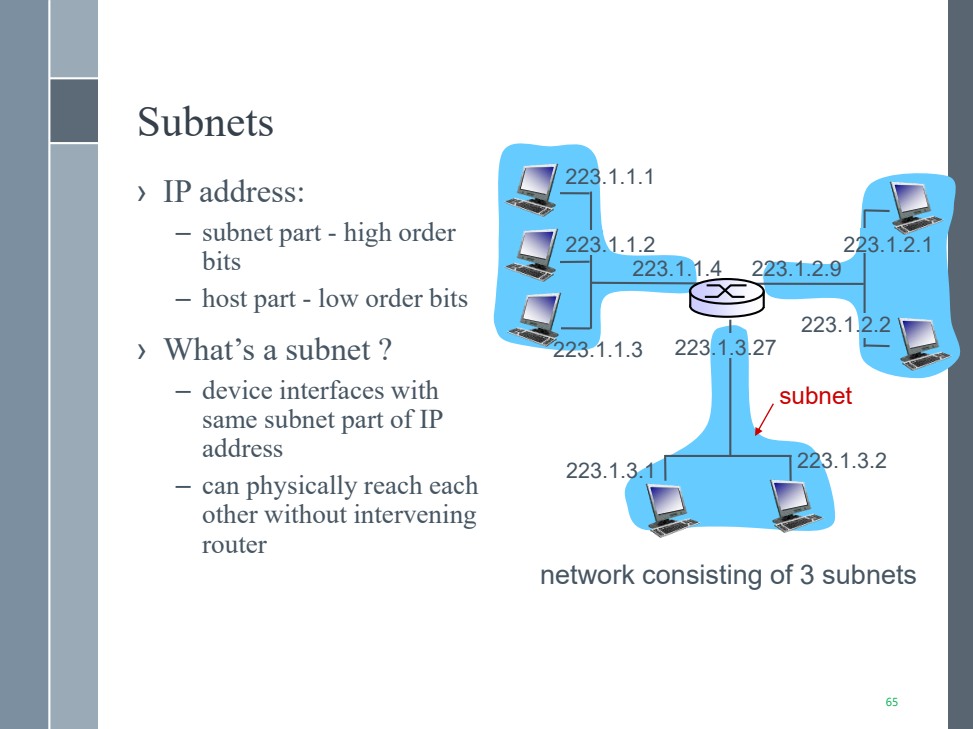 Subnets
› IP address:
– subnet part - high order
bits
– host part - low order bits
› What’s a subnet ?
– device interfaces with
same subnet part of IP
address
– can physically reach each
other without intervening
router
223.1.1.1
223.1.1.2
223.1.1.4
223.1.2.9
223.1.2.1
223.1.2.2
223.1.1.3
223.1.3.27
subnet
223.1.3.1
223.1.3.2
network consisting of 3 subnets
65